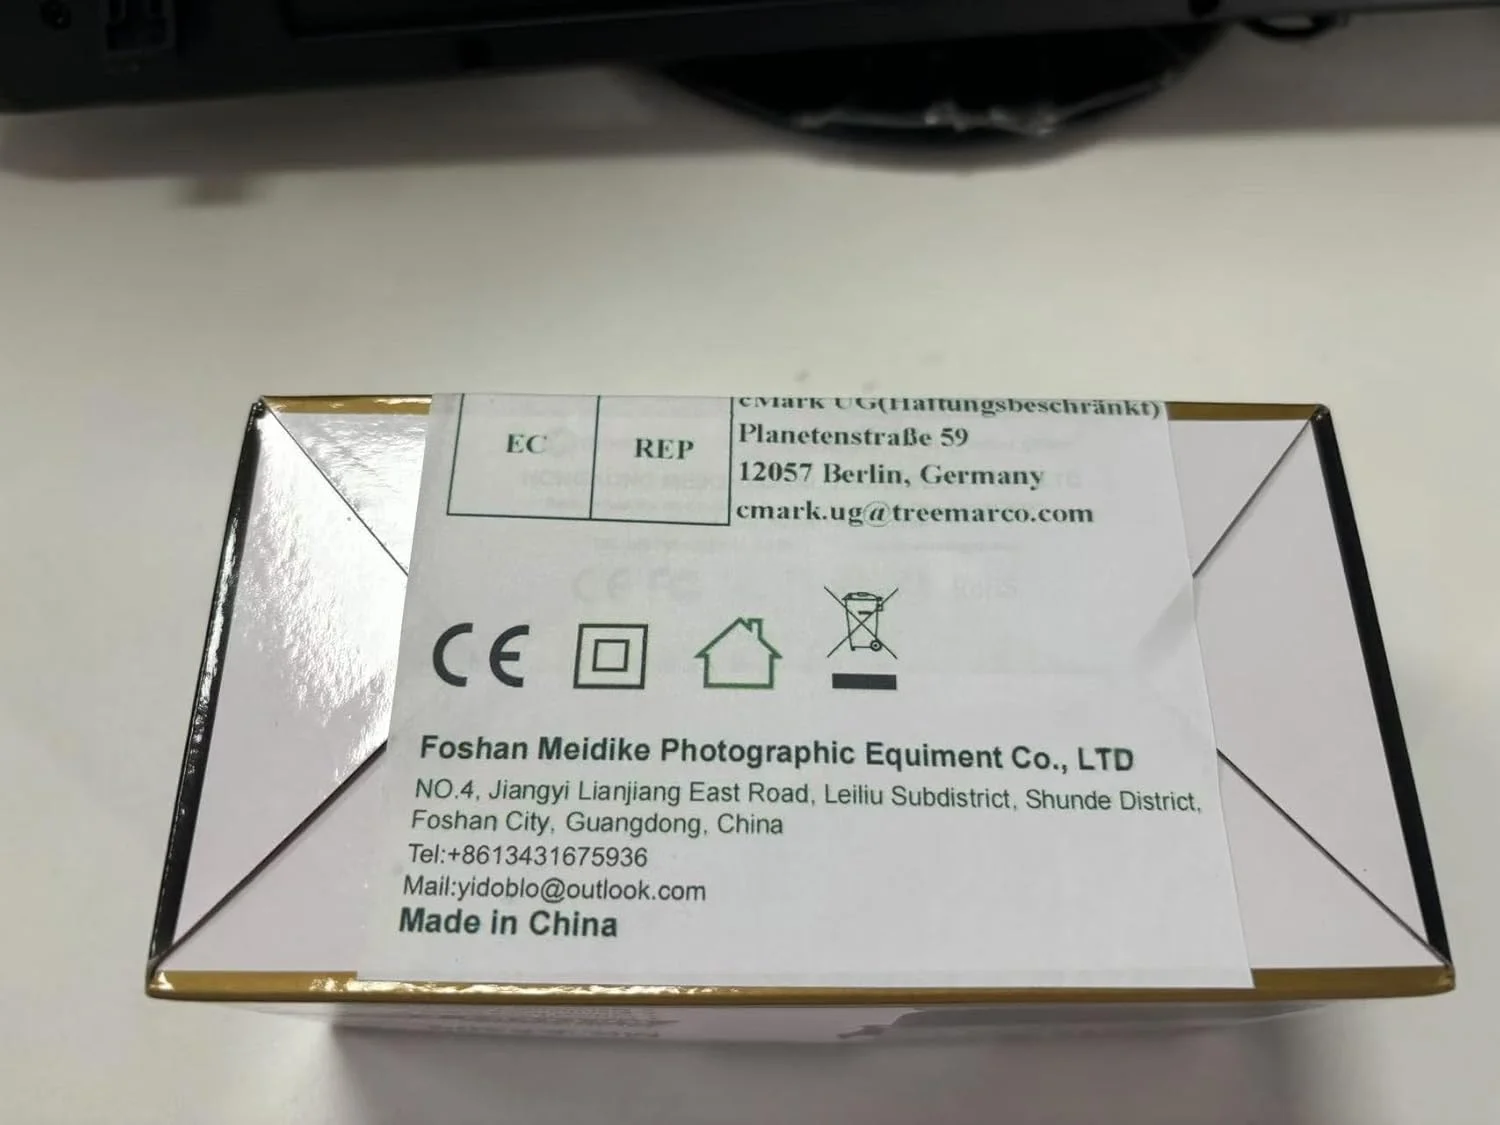 EC
REP
cMark UG(Haftungsbeschränkt)
Planetenstraße 59
12057 Berlin, Germany
cmark.ug@treemarco.com
CE
Foshan Meidike Photographic Equiment Co., LTD
NO.4, Jiangyi Lianjiang East Road, Leiliu Subdistrict, Shunde District,
Foshan City, Guangdong, China
Tel:+8613431675936
Mail:yidoblo@outlook.com
Made in China